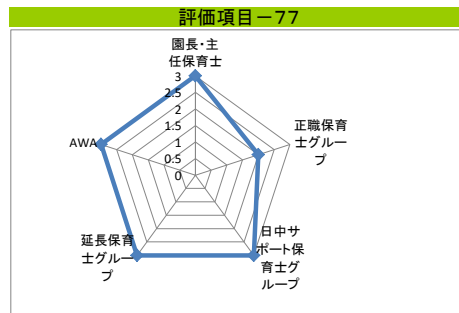 評価項目－77
園長・主
任保育士
3
2.5
2
1.5
1
0.5
0
正職保育
士グルー
プ
日中サ
ポート保
育士グ
ループ
延長保育
士グルー
プ
AWA